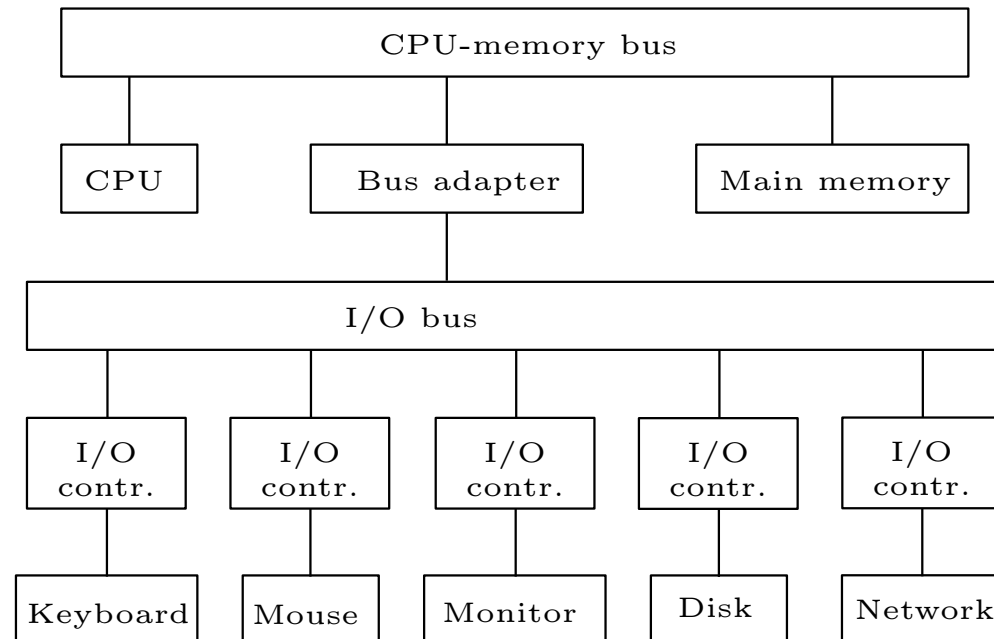 CPU-memory bus
CPU
Bus adapter
Main memory
I/O bus
I/O
contr.
I/O
contr.
I/O
contr.
I/O
contr.
I/O
contr.
Keyboard
Mouse
Monitor
Disk
Network